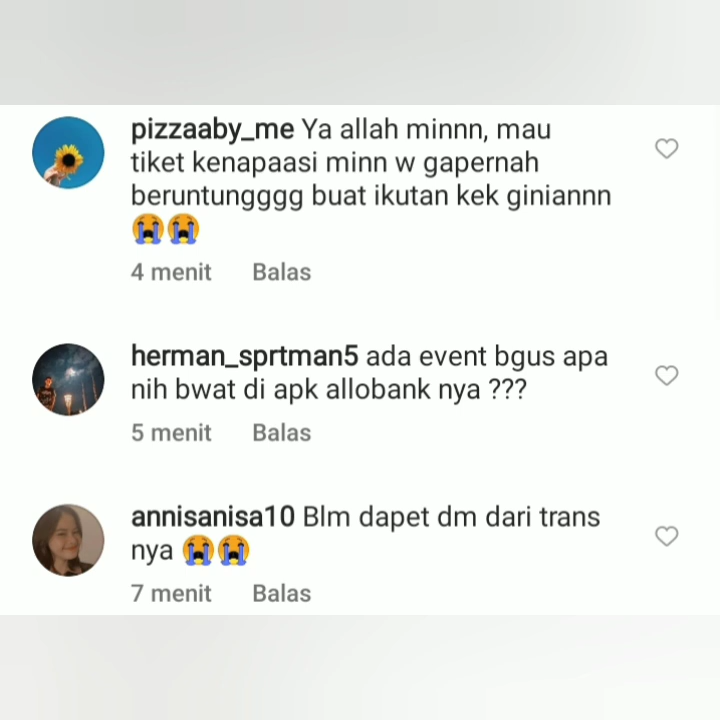 pizzaaby_me Ya allah minnn, mau
tiket kenapaasi minn w gapernah
beruntungggg buat ikutan kek giniannn
😭😭
4 menit Balas
herman_sprtman5 ada event bgus apa
nih bwat di apk allobank nya ???
5 menit Balas
annisanisa10 Blm dapet dm dari trans
nya 😭😭
7 menit Balas